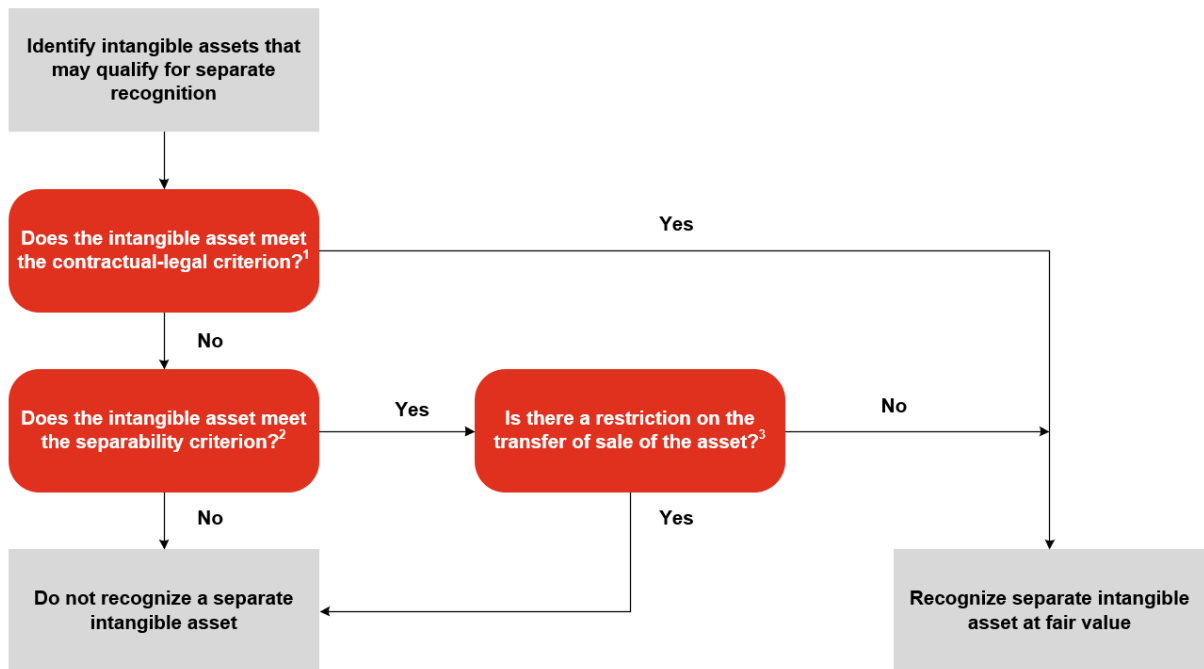 Identify intangible assets that
may qualify for separate
recognition
Does the intangible asset meet
the contractual-legal criterion?1
Yes
No
Does the intangible asset meet
the separability criterion?2
Yes
Is there a restriction on the
transfer of sale of the asset?3
No
No
Yes
Do not recognize a separate
intangible asset
Recognize separate intangible
asset at fair value